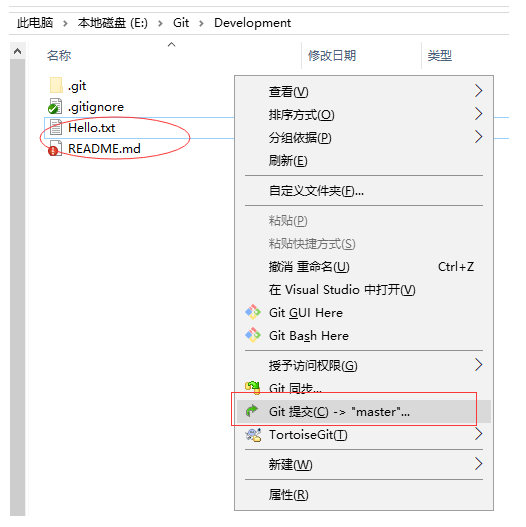 此电脑 > 本地磁盘 (E:) > Git > Development
名称 修改日期 类型
.git
.gitignore
Hello.txt
README.md
查看(V)
排序方式(O)
分组依据(P)
刷新(E)
自定义文件夹(F)...
粘贴(P)
粘贴快捷方式(S)
撤消 重命名(U) Ctrl+Z
在 Visual Studio 中打开(V)
Git GUI Here
Git Bash Here
授予访问权限(G)
Git 同步...
Git 提交(C) -> "master"...
TortoiseGit(T)
新建(W)
属性(R)